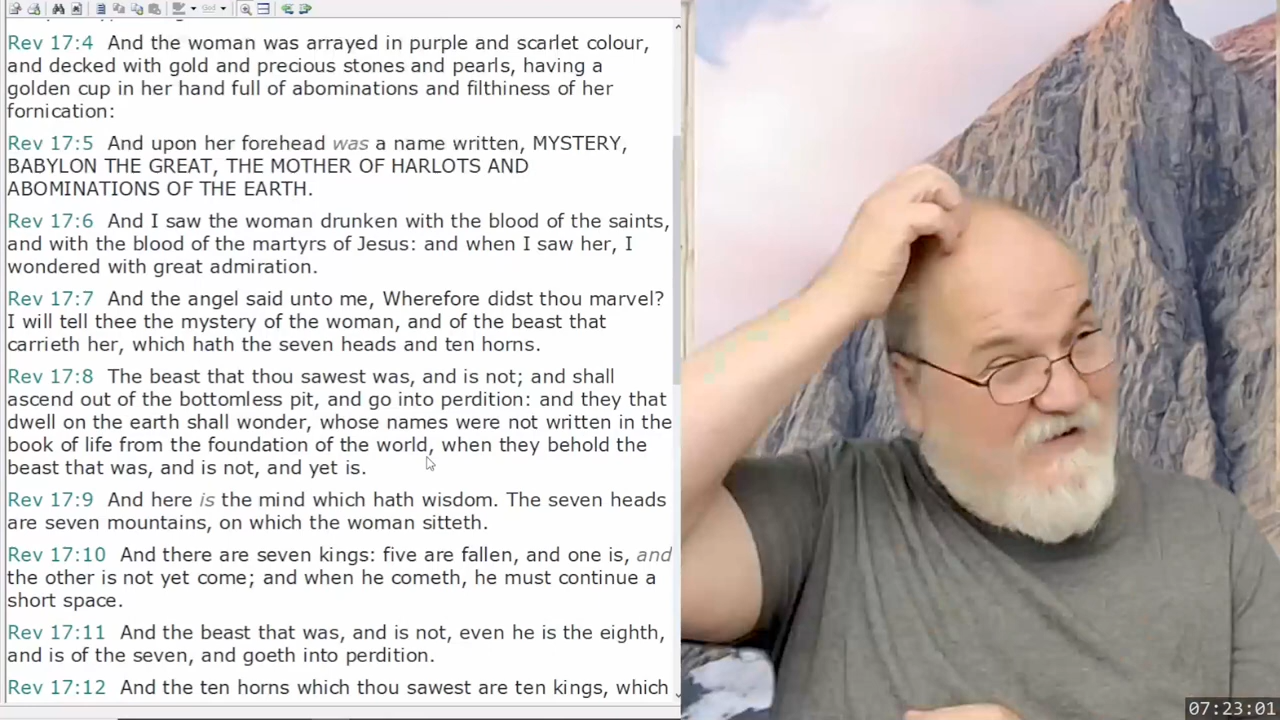 Rev 17:4 And the woman was arrayed in purple and scarlet colour,
and decked with gold and precious stones and pearls, having a
golden cup in her hand full of abominations and filthiness of her
fornication:
Rev 17:5 And upon her forehead was a name written, MYSTERY,
BABYLON THE GREAT, THE MOTHER OF HARLOTS AND
ABOMINATIONS OF THE EARTH.
Rev 17:6 And I saw the woman drunken with the blood of the saints,
and with the blood of the martyrs of Jesus: and when I saw her, I
wondered with great admiration.
Rev 17:7 And the angel said unto me, Wherefore didst thou marvel?
I will tell thee the mystery of the woman, and of the beast that
carrieth her, which hath the seven heads and ten horns.
Rev 17:8 The beast that thou sawest was, and is not; and shall
ascend out of the bottomless pit, and go into perdition: and they that
dwell on the earth shall wonder, whose names were not written in the
book of life from the foundation of the world, when they behold the
beast that was, and is not, and yet is.
Rev 17:9 And here is the mind which hath wisdom. The seven heads
are seven mountains, on which the woman sitteth.
Rev 17:10 And there are seven kings: five are fallen, and one is, and
the other is not yet come; and when he cometh, he must continue a
short space.
Rev 17:11 And the beast that was, and is not, even he is the eighth,
and is of the seven, and goeth into perdition.
Rev 17:12 And the ten horns which thou sawest are ten kings, which
07:23:01